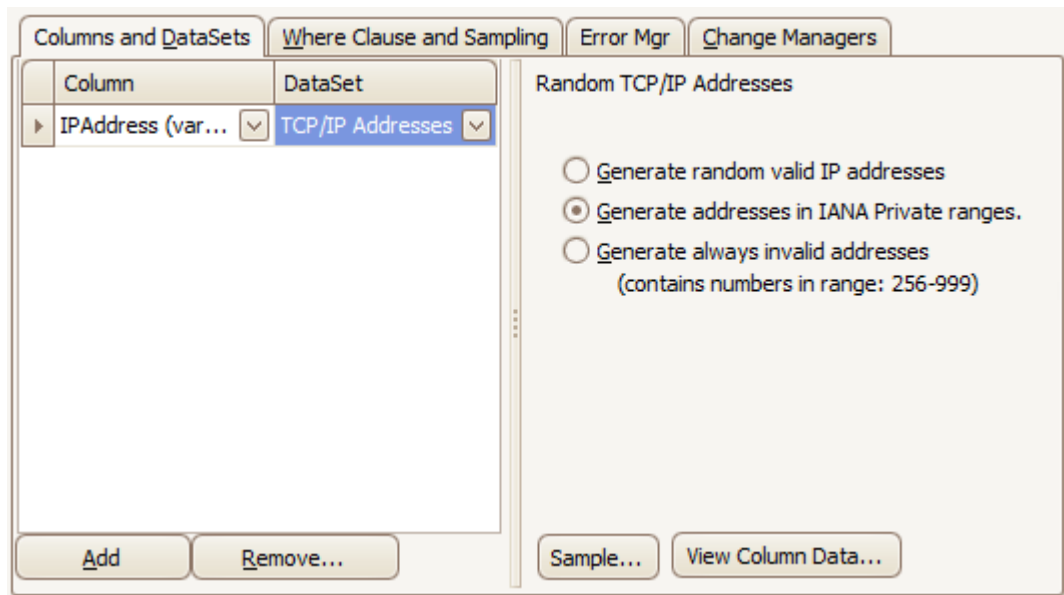 Columns and DataSets Where Clause and Sampling Error Mgr Change Managers
Column DataSet
IPAddress (var... TCP/IP Addresses
Random TCP/IP Addresses
Generate random valid IP addresses
Generate addresses in IANA Private ranges.
Generate always invalid addresses
(contains numbers in range: 256-999)
Add Remove...
Sample... View Column Data...